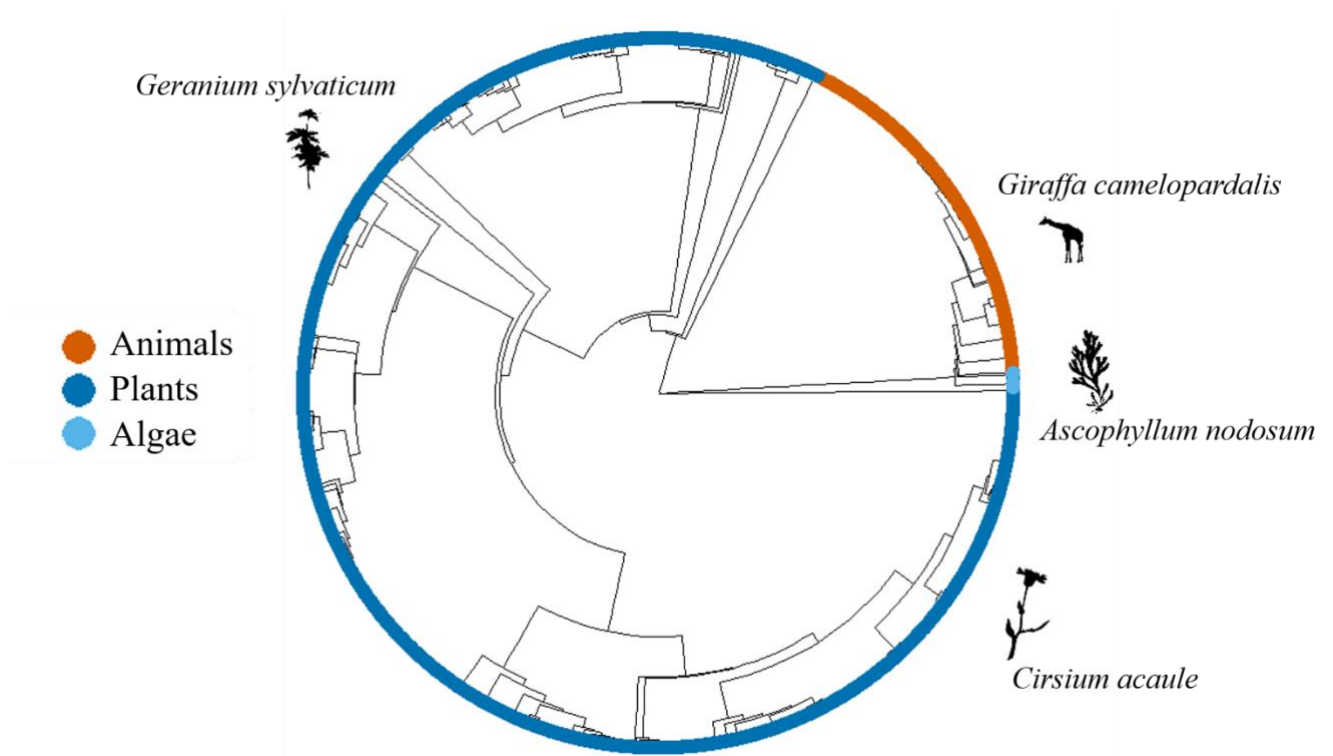 Geranium sylvaticum
Giraffa camelopardalis
Animals
Plants
Algae
Ascophyllum nodosum
Cirsium acaule